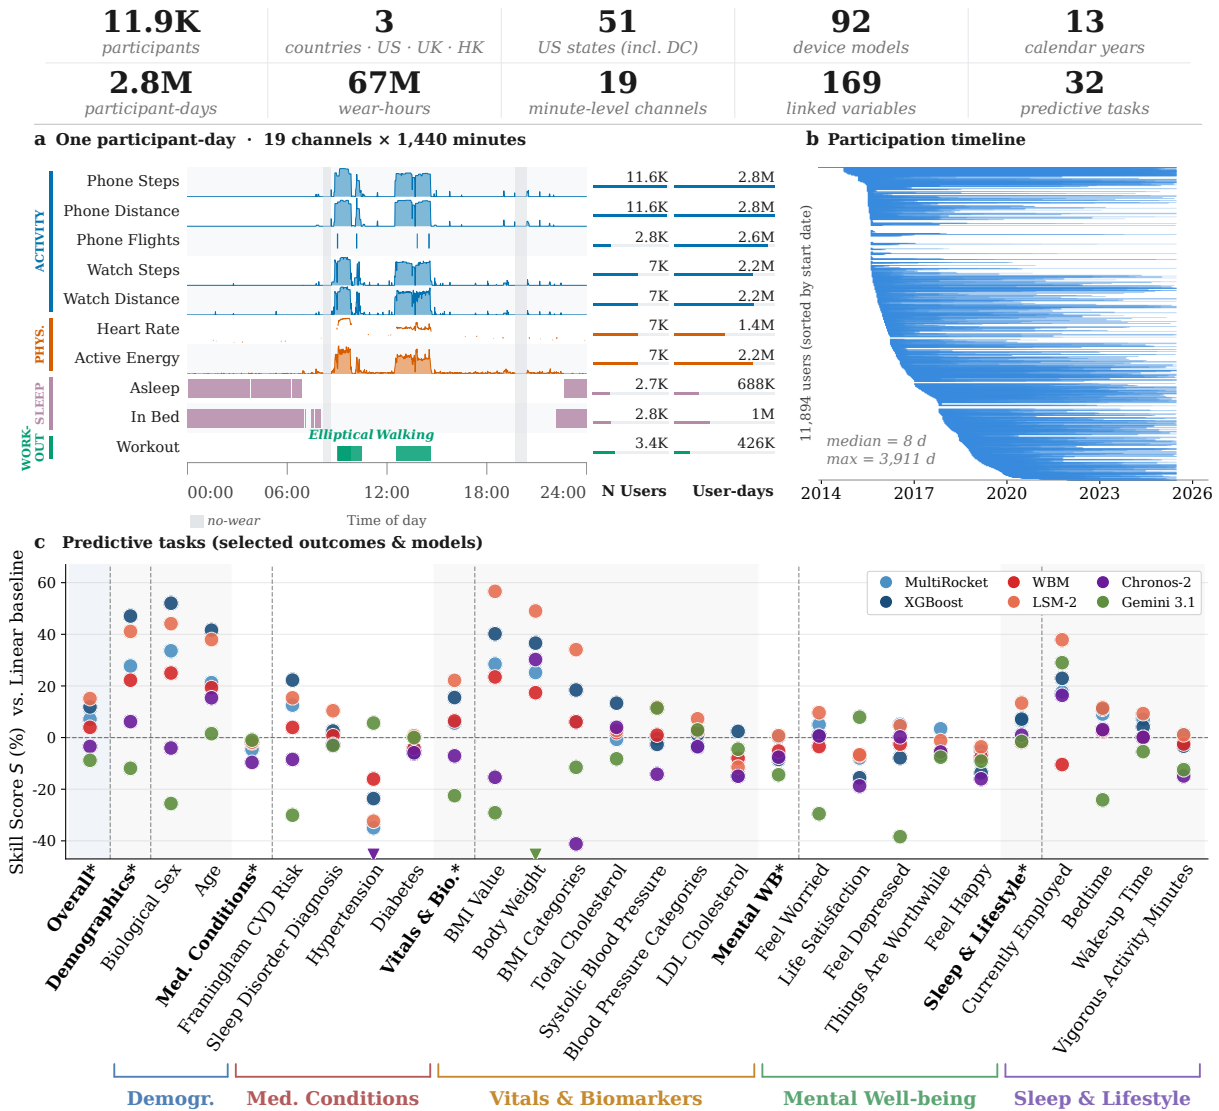 11.9K
participants
3
countries · US · UK · HK
51
US states (incl. DC)
92
device models
13
calendar years
2.8M
participant-days
67M
wear-hours
19
minute-level channels
169
linked variables
32
predictive tasks
a One participant-day · 19 channels × 1,440 minutes
ACTIVITY
PHYS.
SLEEP
WORK-
OUT
Phone Steps 11.6K 2.8M
Phone Distance 11.6K 2.8M
Phone Flights 2.8K 2.6M
Watch Steps 7K 2.2M
Watch Distance 7K 2.2M
Heart Rate 7K 1.4M
Active Energy 7K 2.2M
Asleep 2.7K 688K
In Bed 2.8K 1M
Elliptical Walking
Workout 3.4K 426K
00:00 06:00 12:00 18:00 24:00
N Users User-days
no-wear
Time of day
b Participation timeline
11,894 users (sorted by start date)
median = 8 d
max = 3,911 d
2014 2017 2020 2023 2026
c Predictive tasks (selected outcomes & models)
Skill Score S (%) vs. Linear baseline
60
40
20
0
-20
-40
MultiRocket WBM Chronos-2
XGBoost LSM-2 Gemini 3.1
Overall*
Demographics*
Biological Sex
Age
Med. Conditions*
Framingham CVD Risk
Sleep Disorder Diagnosis
Hypertension
Diabetes
Vitals & Bio.*
BMI Value
Body Weight
BMI Categories
Total Cholesterol
Systolic Blood Pressure
Blood Pressure Categories
LDL Cholesterol
Mental WB*
Feel Worried
Life Satisfaction
Feel Depressed
Things Are Worthwhile
Feel Happy
Sleep & Lifestyle*
Currently Employed
Bedtime
Wake-up Time
Vigorous Activity Minutes
Demogr. Med. Conditions Vitals & Biomarkers Mental Well-being Sleep & Lifestyle